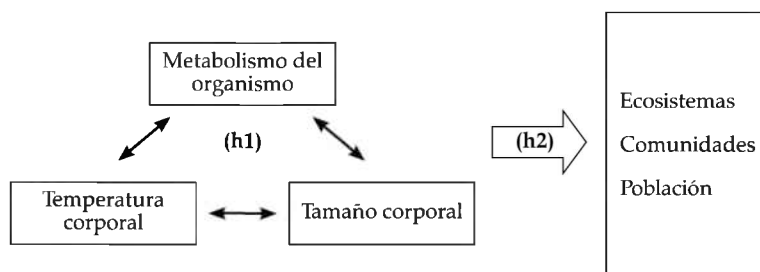 Metabolismo del
organismo
(h1)
Temperatura
corporal
Tamaño corporal
(h2)
Ecosistemas
Comunidades
Población